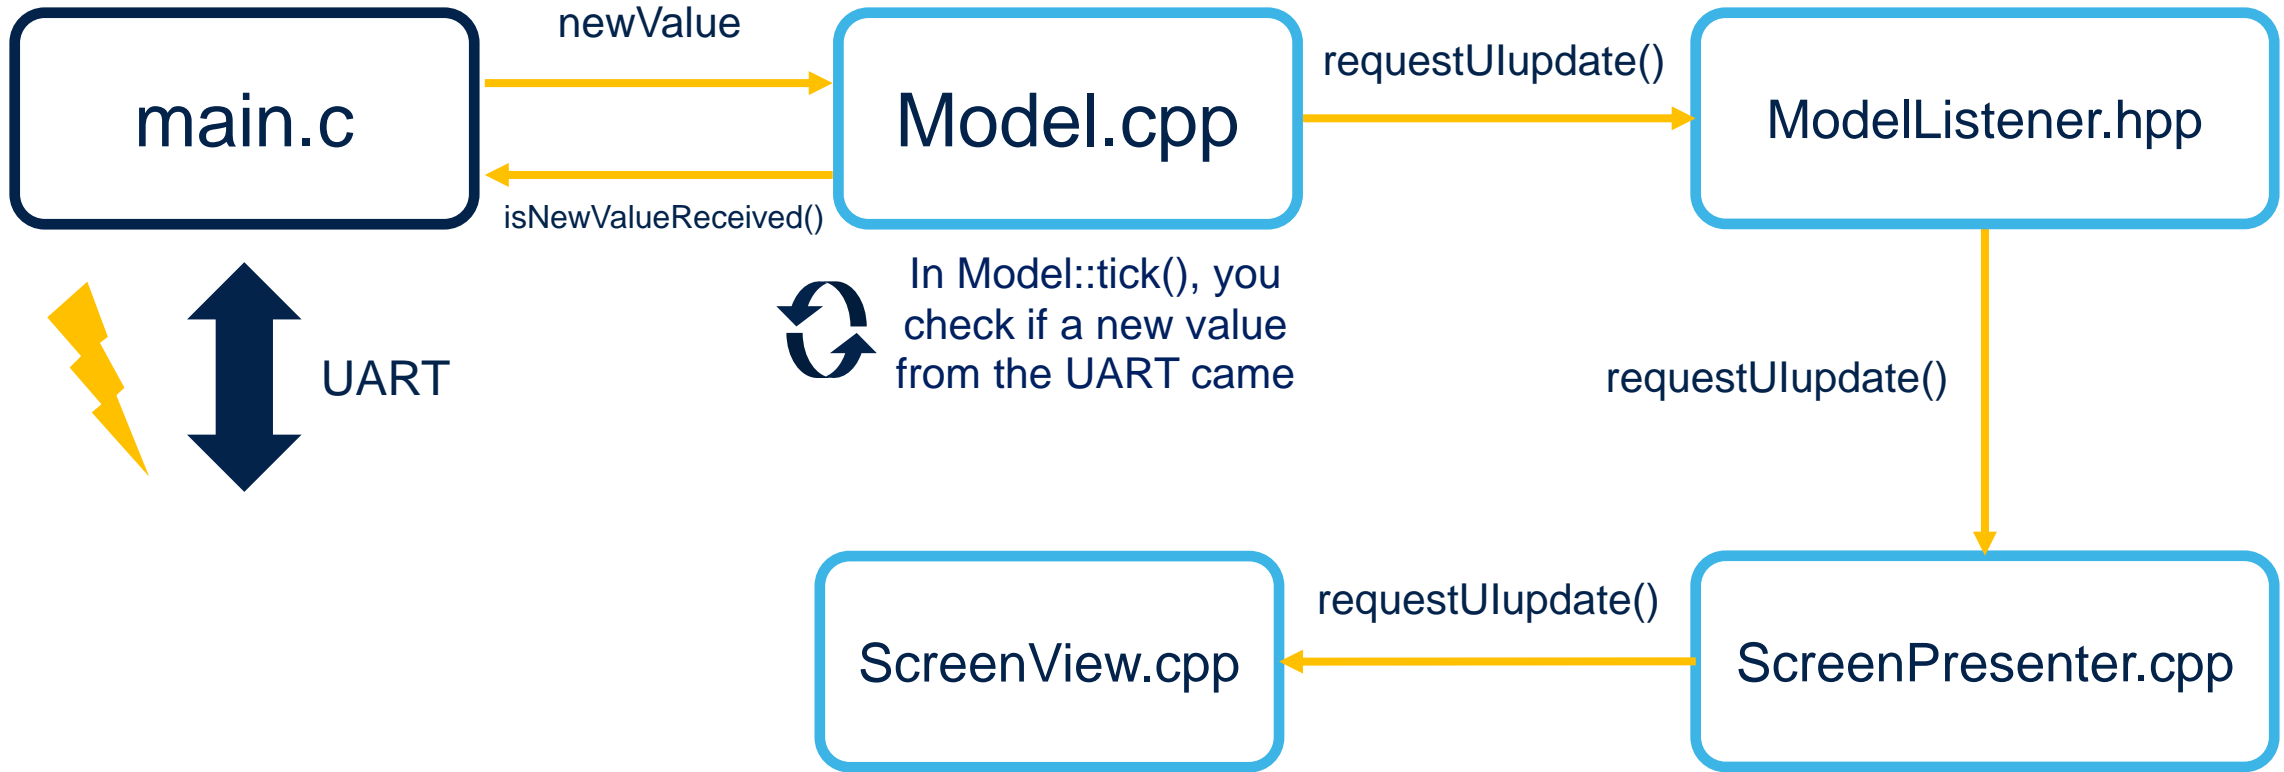 newValue
main.c
isNewValueReceived()
Model.cpp
requestUIupdate()
ModelListener.hpp
UART
In Model::tick(), you
check if a new value
from the UART came
requestUIupdate()
ScreenView.cpp
requestUIupdate()
ScreenPresenter.cpp